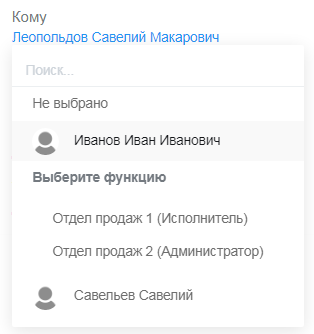 Кому
Леопольдов Савелий Макарович
Поиск...
Не выбрано
Иванов Иван Иванович
Выберите функцию
Отдел продаж 1 (Исполнитель)
Отдел продаж 2 (Администратор)
Савельев Савелий